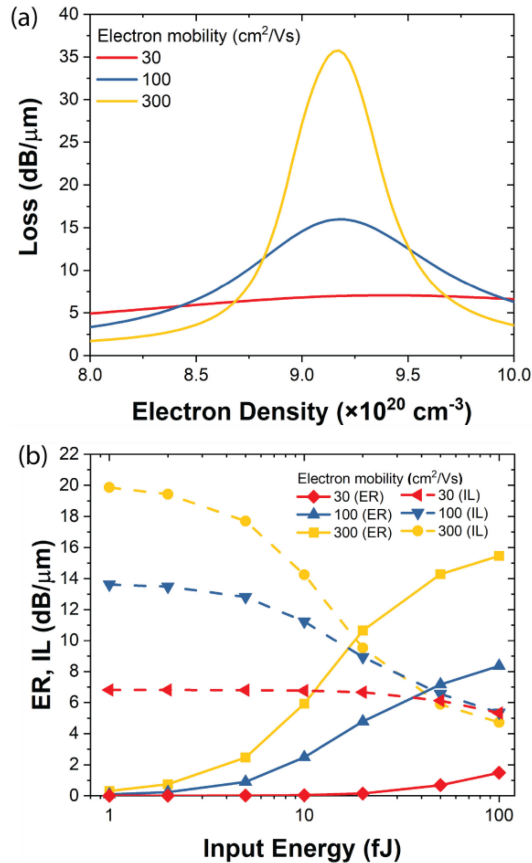 (a)
Electron mobility (cm²/Vs)
30
100
300
40
35
30
25
20
15
10
5
0
Loss (dB/μm)
8.0 8.5 9.0 9.5 10.0
Electron Density (×10²⁰ cm⁻³)
(b)
Electron mobility (cm²/Vs)
30 (ER) 30 (IL)
100 (ER) 100 (IL)
300 (ER) 300 (IL)
22
20
18
16
14
12
10
8
6
4
2
0
ER, IL (dB/μm)
1 10 100
Input Energy (fJ)